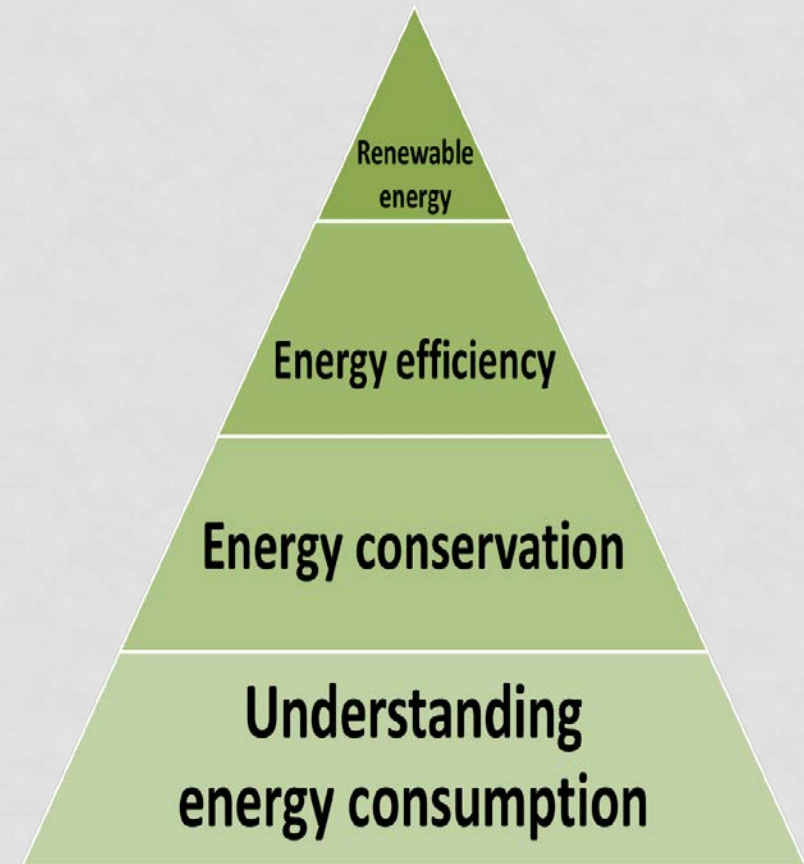 Renewable
energy
Energy efficiency
Energy conservation
Understanding
energy consumption